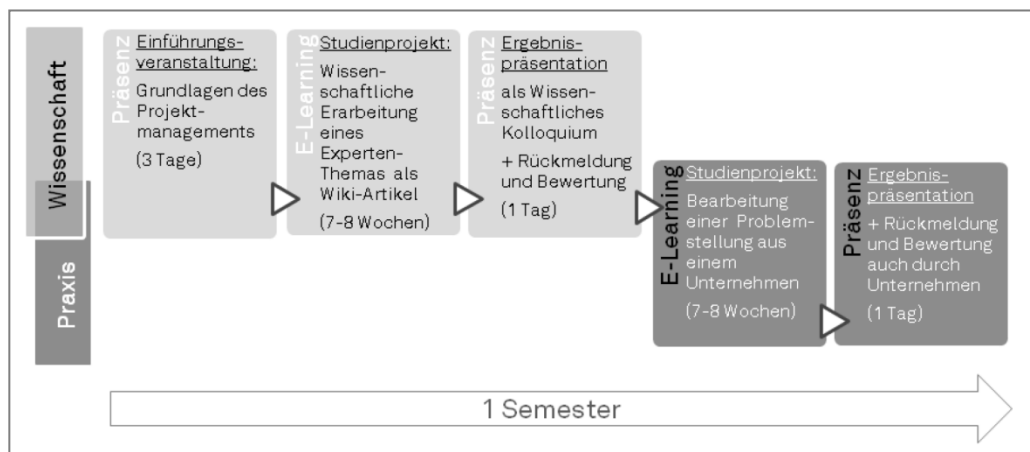 Wissenschaft
Praxis
Präsenz
Einführungs-
veranstaltung:
Grundlagen des
Projekt-
managements
(3 Tage)
E-Learning
Studienprojekt:
Wissen-
schaftliche
Erarbeitung
eines
Experten-
Themas als
Wiki-Artikel
(7-8 Wochen)
Präsenz
Ergebnis-
präsentation
als Wissen-
schaftliches
Kolloquium
+ Rückmeldung
und Bewertung
(1 Tag)
E-Learning
Studienprojekt:
Bearbeitung
einer Problem-
stellung aus
einem
Unternehmen
(7-8 Wochen)
Präsenz
Ergebnis-
präsentation
+ Rückmeldung
und Bewertung
auch durch
Unternehmen
(1 Tag)
1 Semester